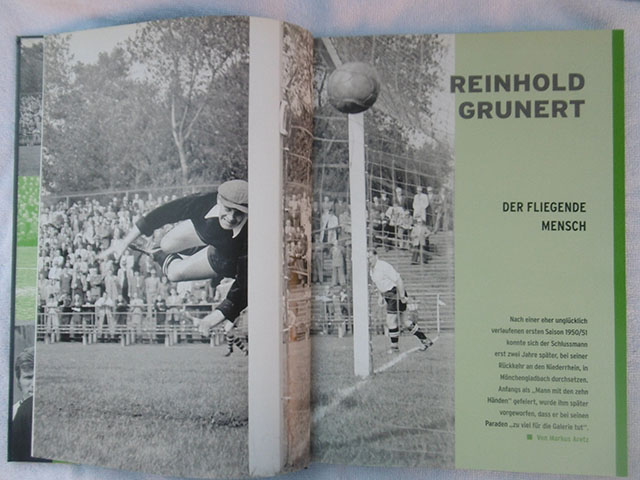 REINHOLD
GRUNERT
DER FLIEGENDE
MENSCH
Nach einer eher unglücklich
verlaufenen ersten Saison 1950/51
konnte sich der Schlussmann
erst zwei Jahre später, bei seiner
Rückkehr an den Niederrhein, in
Mönchengladbach durchsetzen.
Anfangs als „Mann mit den zehn
Händen“ gefeiert, wurde ihm später
vorgeworfen, dass er bei seinen
Paraden „zu viel für die Galerie tut“.
Von Markus Aretz